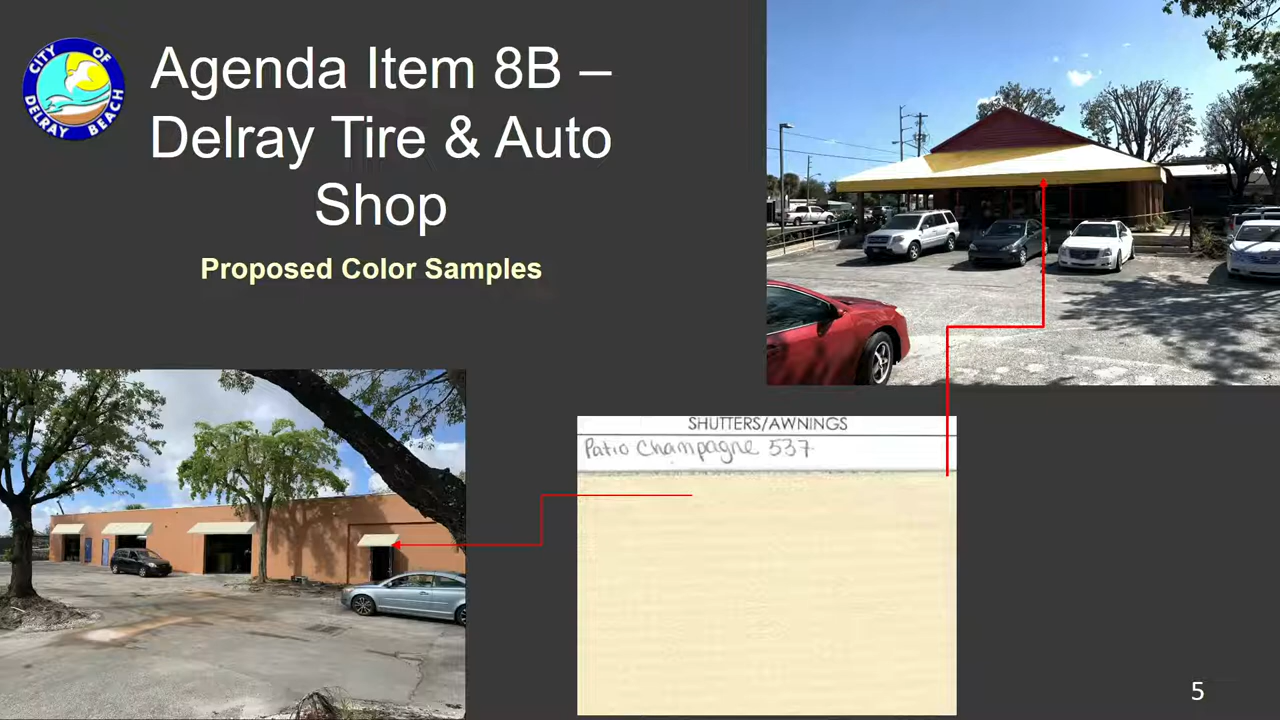 CITY OF
DELRAY BEACH
Agenda Item 8B –
Delray Tire & Auto
Shop
Proposed Color Samples
SHUTTERS/AWNINGS
Patio Champagne 537
5